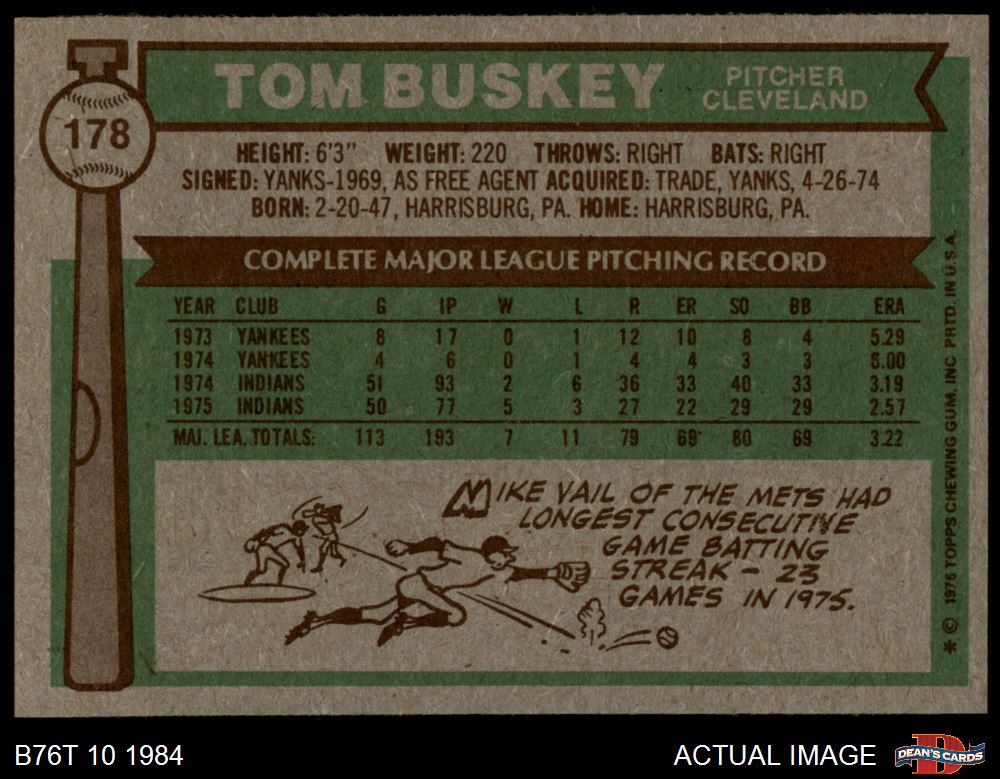 178
TOM BUSKEY
PITCHER
CLEVELAND
HEIGHT: 6'3" WEIGHT: 220 THROWS: RIGHT BATS: RIGHT
SIGNED: YANKS-1969, AS FREE AGENT ACQUIRED: TRADE, YANKS, 4-26-74
BORN: 2-20-47, HARRISBURG, PA. HOME: HARRISBURG, PA.
COMPLETE MAJOR LEAGUE PITCHING RECORD
YEAR CLUB G IP W L R ER SO BB ERA
1973 YANKEES 8 17 0 1 12 10 8 4 5.29
1974 YANKEES 4 6 0 1 4 4 3 3 6.00
1974 INDIANS 51 93 2 6 36 33 40 33 3.19
1975 INDIANS 50 77 5 3 27 22 29 29 2.57
MAJ. LEA. TOTALS: 113 193 7 11 79 69 80 69 3.22
MIKE VAIL OF THE METS HAD
LONGEST CONSECUTIVE
GAME BATTING
STREAK - 23
GAMES IN 1975.
* © 1976 TOPPS CHEWING GUM, INC PRTD. IN U.S.A.
B76T 10 1984
ACTUAL IMAGE
DEAN'S CARDS